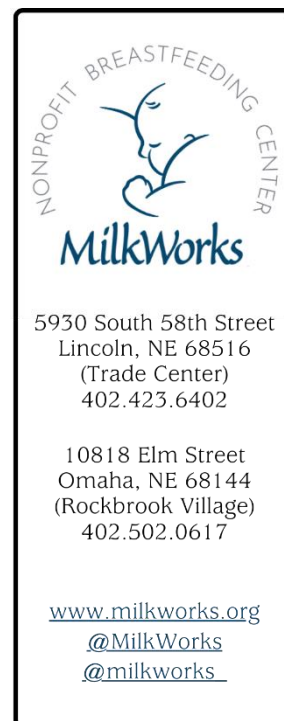 NONPROFIT BREASTFEEDING CENTER
MilkWorks
5930 South 58th Street
Lincoln, NE 68516
(Trade Center)
402.423.6402
10818 Elm Street
Omaha, NE 68144
(Rockbrook Village)
402.502.0617
www.milkworks.org
@MilkWorks
@milkworks_